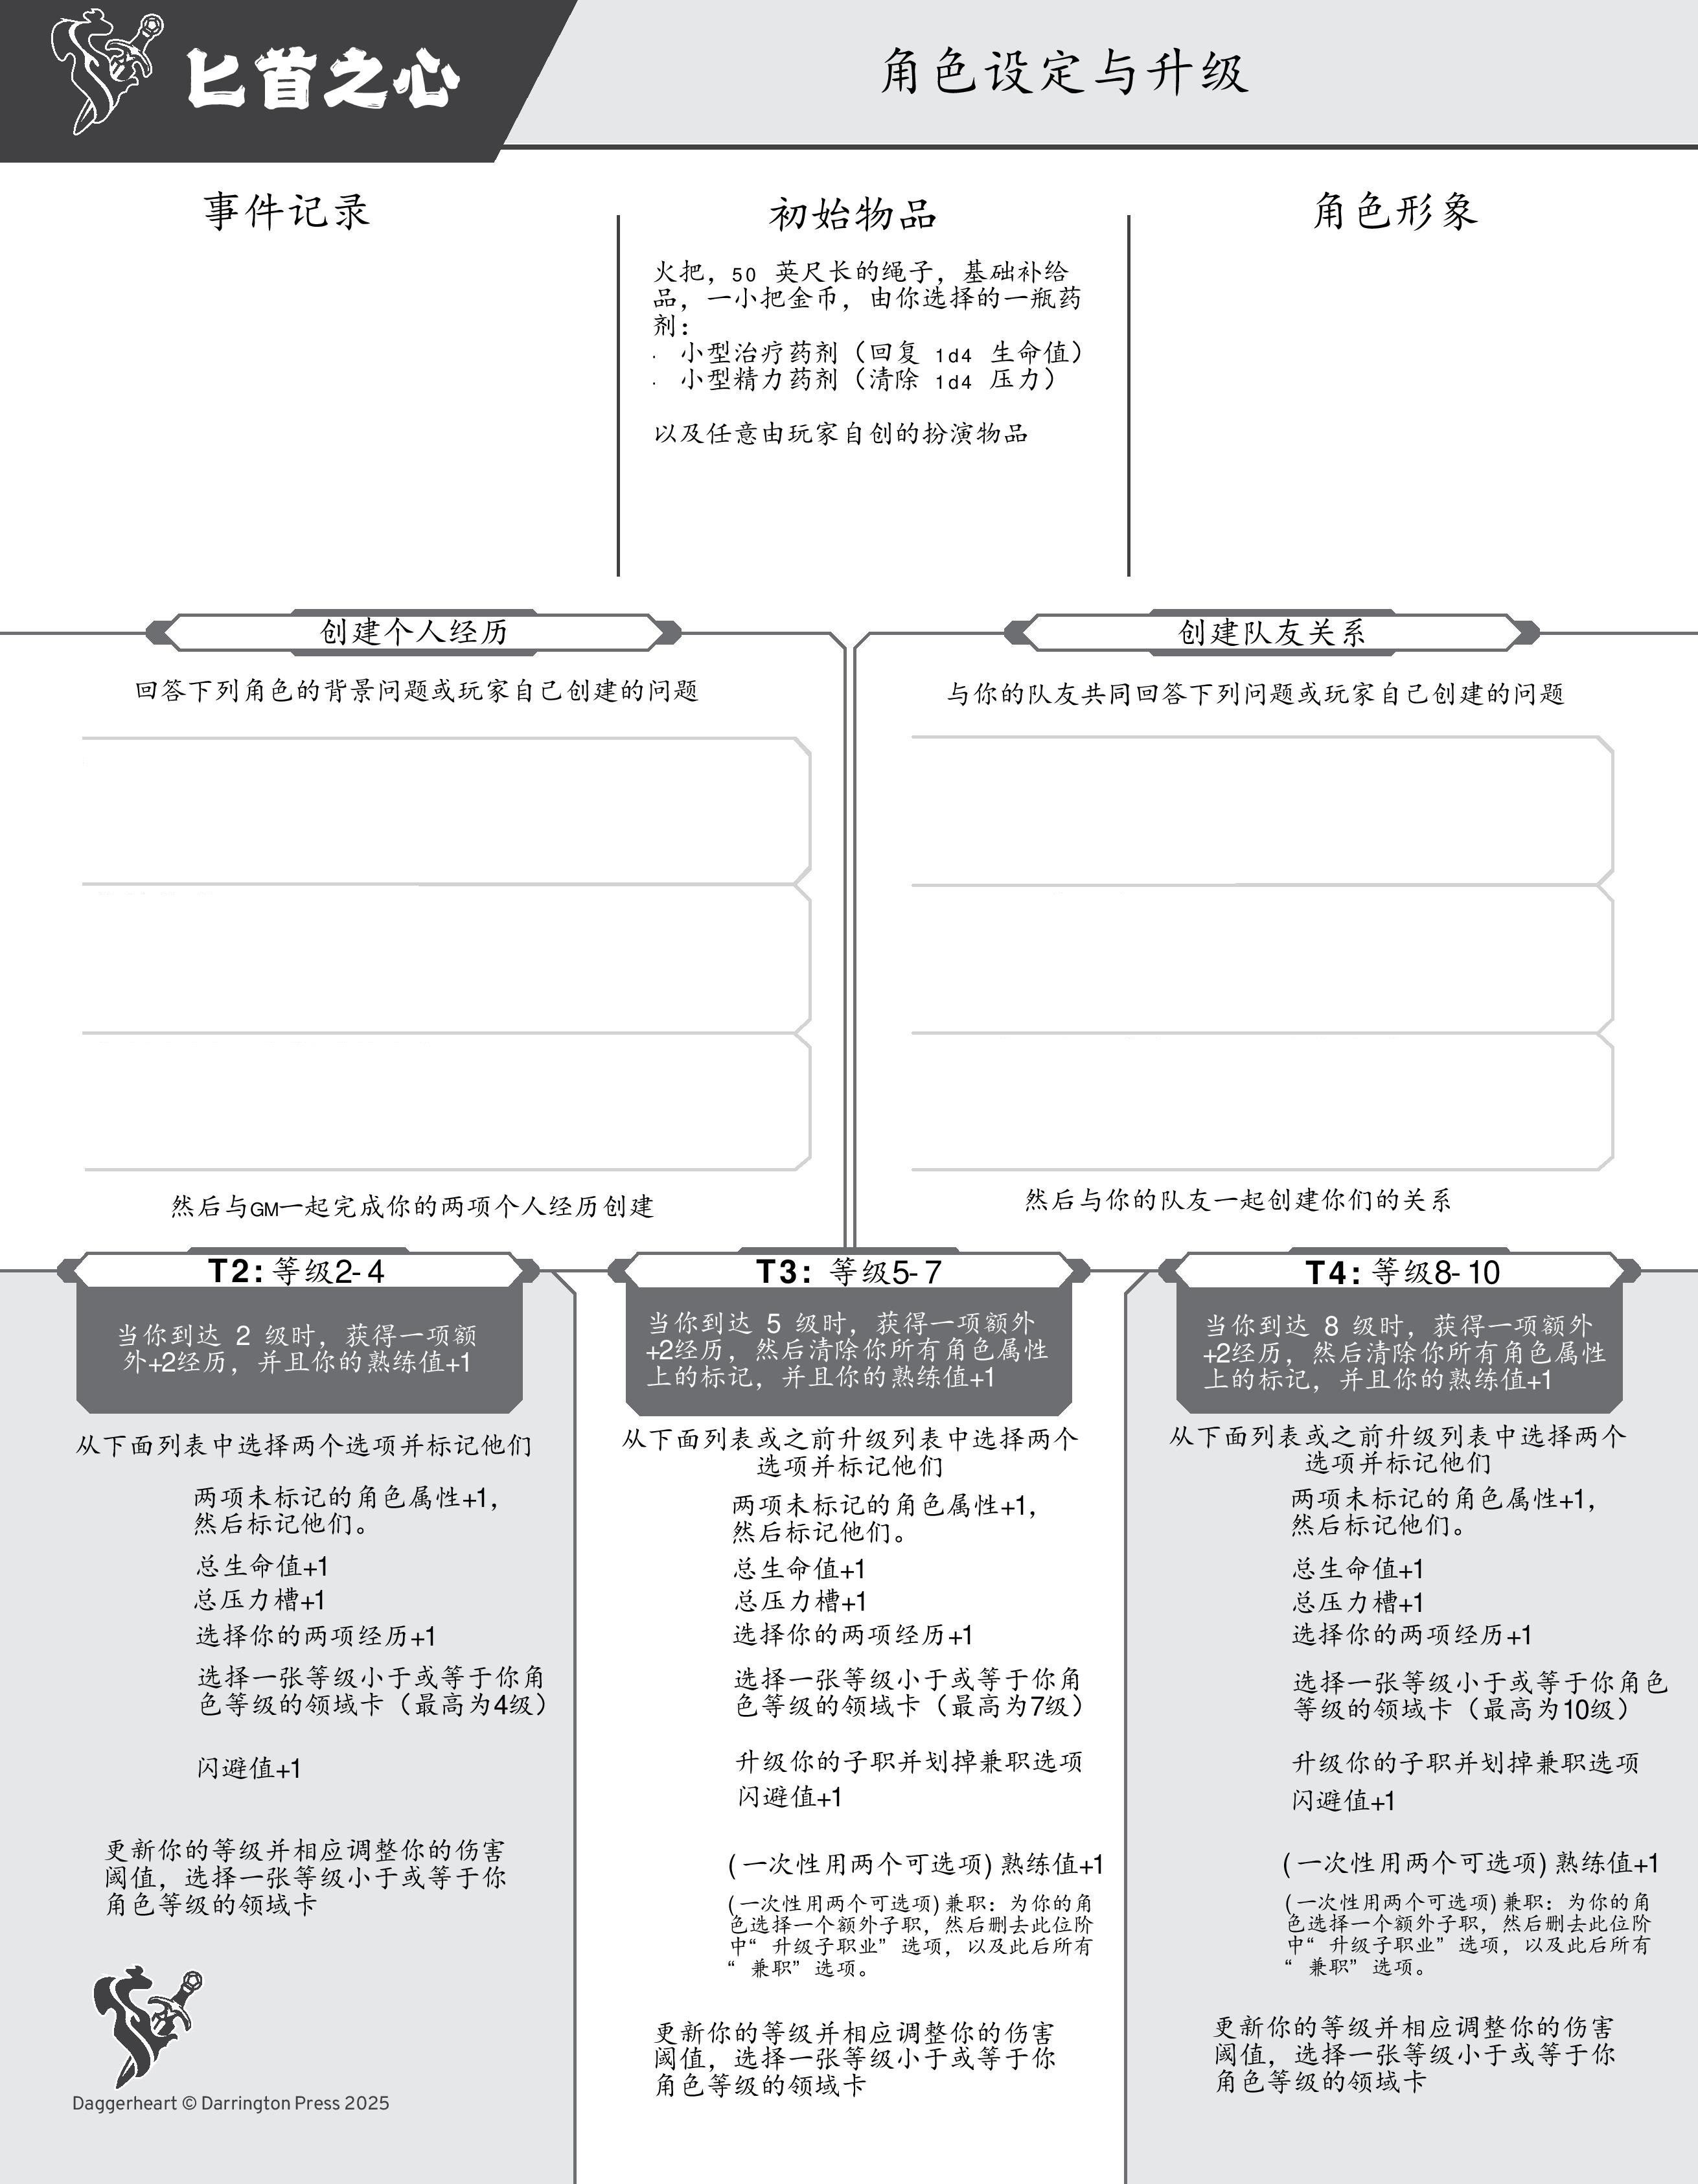 匕首之心
角色设定与升级
事件记录
初始物品
火把，50 英尺长的绳子，基础补给
品，一小把金币，由你选择的一瓶药
剂：
· 小型治疗药剂（回复 1d4 生命值）
· 小型精力药剂（清除 1d4 压力）
以及任意由玩家自创的扮演物品
角色形象
创建个人经历
回答下列角色的背景问题或玩家自己创建的问题
然后与GM一起完成你的两项个人经历创建
创建队友关系
与你的队友共同回答下列问题或玩家自己创建的问题
然后与你的队友一起创建你们的关系
T2：等级2-4
当你到达 2 级时，获得一项额
外+2经历，并且你的熟练值+1
从下面列表中选择两个选项并标记他们
两项未标记的角色属性+1，
然后标记他们。
总生命值+1
总压力槽+1
选择你的两项经历+1
选择一张等级小于或等于你角
色等级的领域卡（最高为4级）
闪避值+1
更新你的等级并相应调整你的伤害
阈值，选择一张等级小于或等于你
角色等级的领域卡
Daggerheart © Darrington Press 2025
T3：等级5-7
当你到达 5 级时，获得一项额外
+2经历，然后清除你所有角色属性
上的标记，并且你的熟练值+1
从下面列表或之前升级列表中选择两个
选项并标记他们
两项未标记的角色属性+1，
然后标记他们。
总生命值+1
总压力槽+1
选择你的两项经历+1
选择一张等级小于或等于你角
色等级的领域卡（最高为7级）
升级你的子职并划掉兼职选项
闪避值+1
(一次性用两个可选项) 熟练值+1
(一次性用两个可选项) 兼职：为你的角
色选择一个额外子职，然后删去此位阶
中“升级子职业”选项，以及此后所有
“兼职”选项。
更新你的等级并相应调整你的伤害
阈值，选择一张等级小于或等于你
角色等级的领域卡
T4：等级8-10
当你到达 8 级时，获得一项额外
+2经历，然后清除你所有角色属性
上的标记，并且你的熟练值+1
从下面列表或之前升级列表中选择两个
选项并标记他们
两项未标记的角色属性+1，
然后标记他们。
总生命值+1
总压力槽+1
选择你的两项经历+1
选择一张等级小于或等于你角色
等级的领域卡（最高为10级）
升级你的子职并划掉兼职选项
闪避值+1
(一次性用两个可选项) 熟练值+1
(一次性用两个可选项) 兼职：为你的角
色选择一个额外子职，然后删去此位阶
中“升级子职业”选项，以及此后所有
“兼职”选项。
更新你的等级并相应调整你的伤害
阈值，选择一张等级小于或等于你
角色等级的领域卡